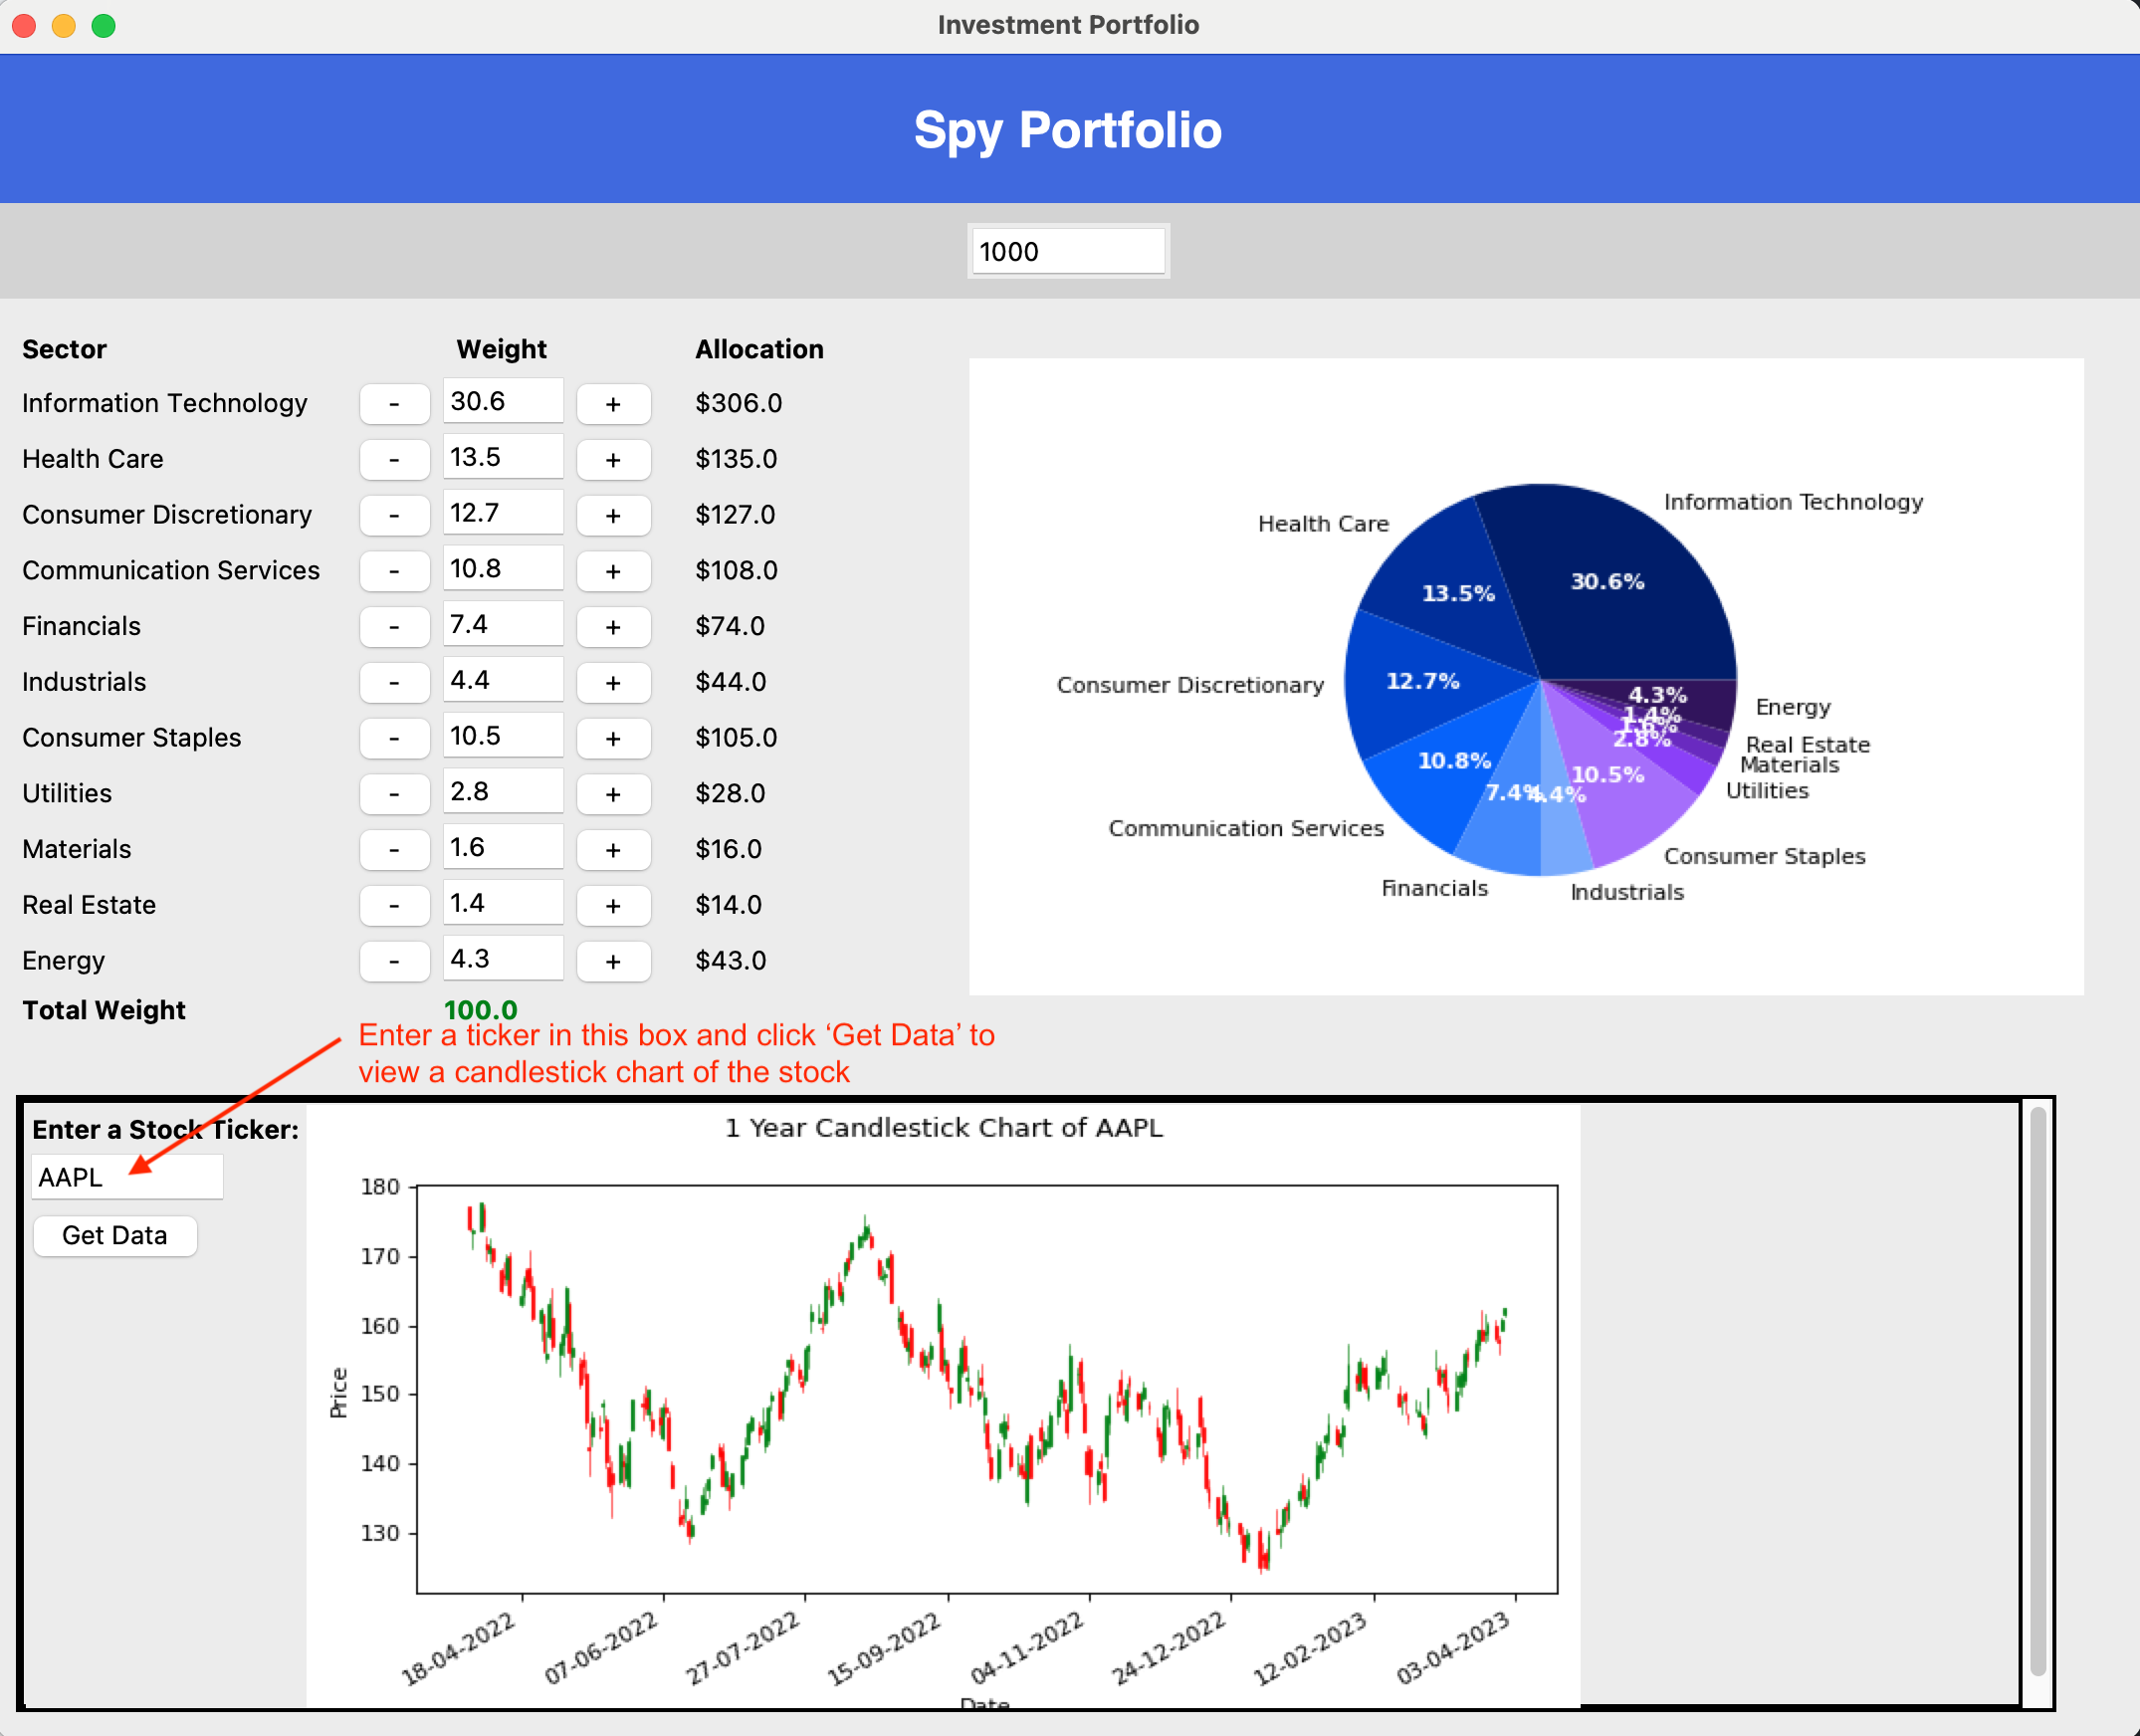 Investment Portfolio
Spy Portfolio
1000
Sector Weight Allocation
Information Technology - 30.6 + $306.0
Health Care - 13.5 + $135.0
Consumer Discretionary - 12.7 + $127.0
Communication Services - 10.8 + $108.0
Financials - 7.4 + $74.0
Industrials - 4.4 + $44.0
Consumer Staples - 10.5 + $105.0
Utilities - 2.8 + $28.0
Materials - 1.6 + $16.0
Real Estate - 1.4 + $14.0
Energy - 4.3 + $43.0
Total Weight 100.0
Information Technology
Health Care
30.6%
13.5%
Consumer Discretionary
12.7%
4.3%
Energy
1.4%
1.6%
2.8%
Real Estate
Materials
Utilities
10.8%
10.5%
7.4%
4.4%
Communication Services
Consumer Staples
Financials
Industrials
Enter a ticker in this box and click ‘Get Data’ to
view a candlestick chart of the stock
Enter a Stock Ticker:
AAPL
Get Data
1 Year Candlestick Chart of AAPL
180
170
160
150
140
130
Price
18-04-2022
07-06-2022
27-07-2022
15-09-2022
04-11-2022
24-12-2022
12-02-2023
03-04-2023
Date